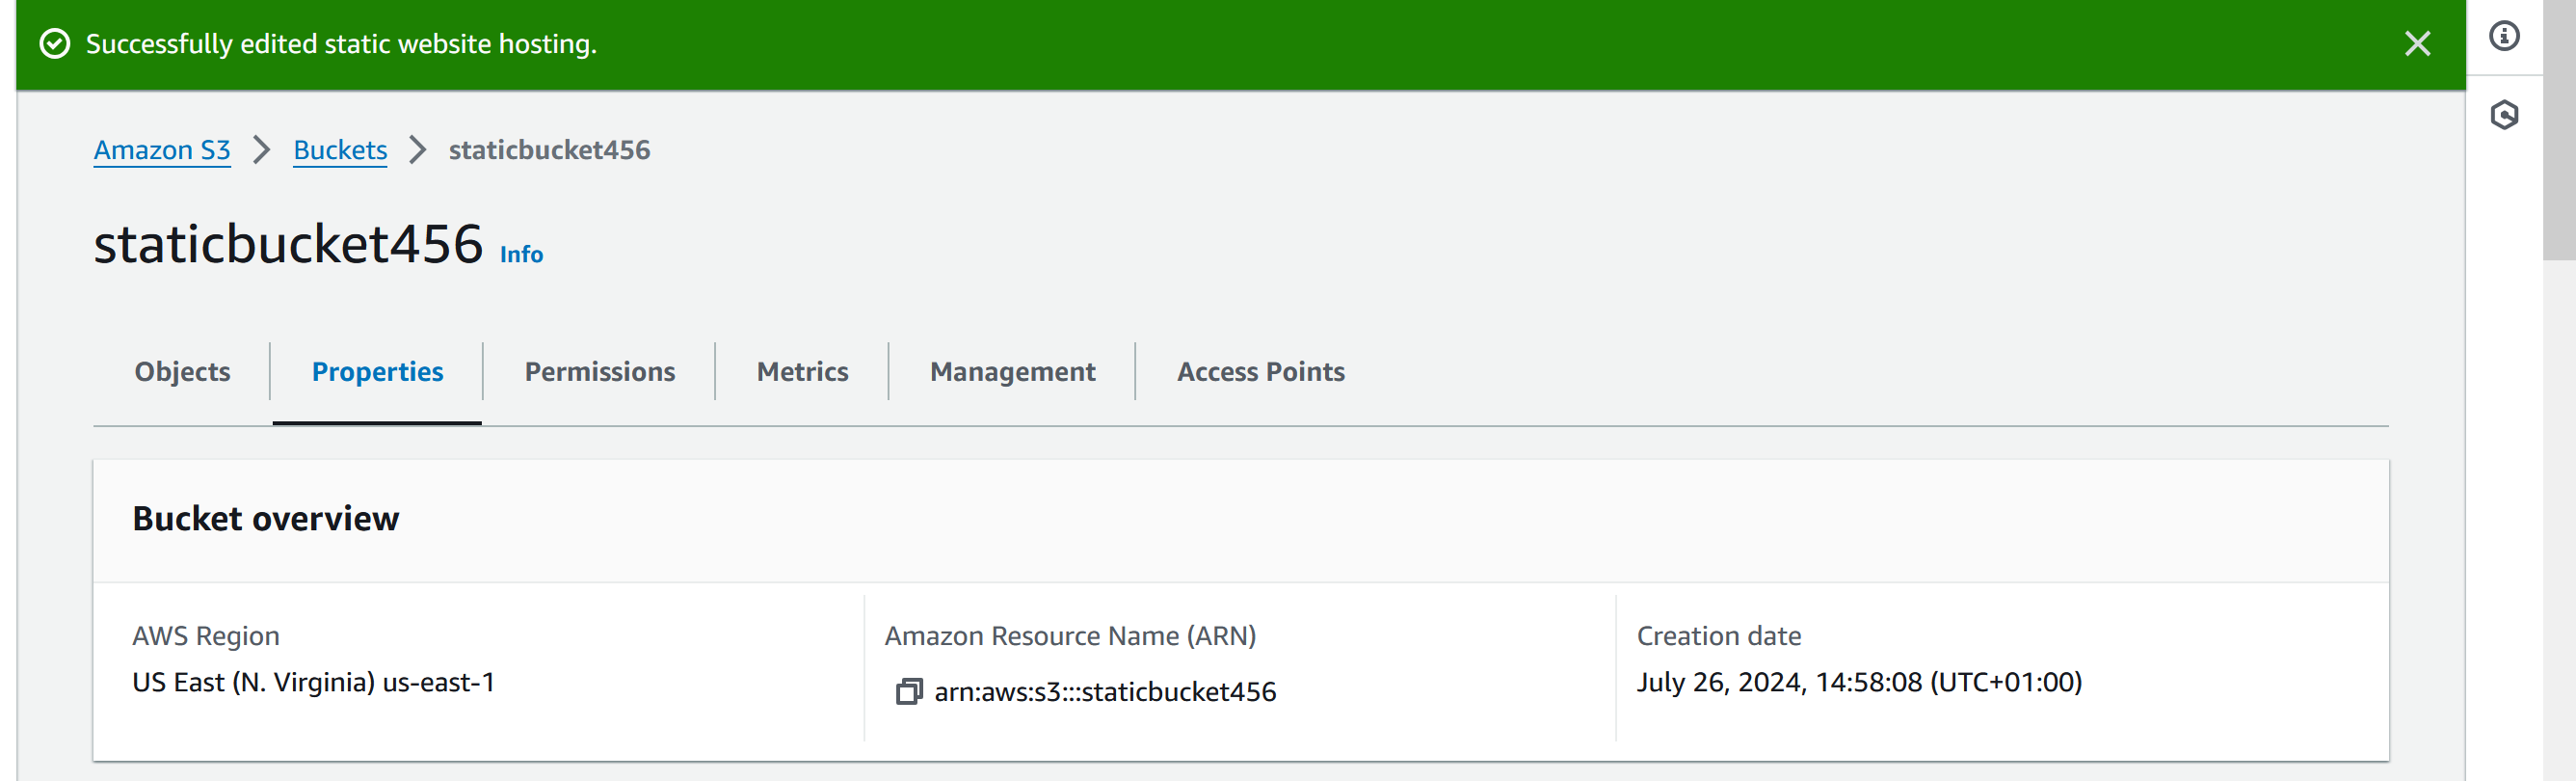 Successfully edited static website hosting.
Amazon S3 > Buckets > staticbucket456
staticbucket456 Info
Objects Properties Permissions Metrics Management Access Points
Bucket overview
AWS Region
US East (N. Virginia) us-east-1
Amazon Resource Name (ARN)
arn:aws:s3:::staticbucket456
Creation date
July 26, 2024, 14:58:08 (UTC+01:00)